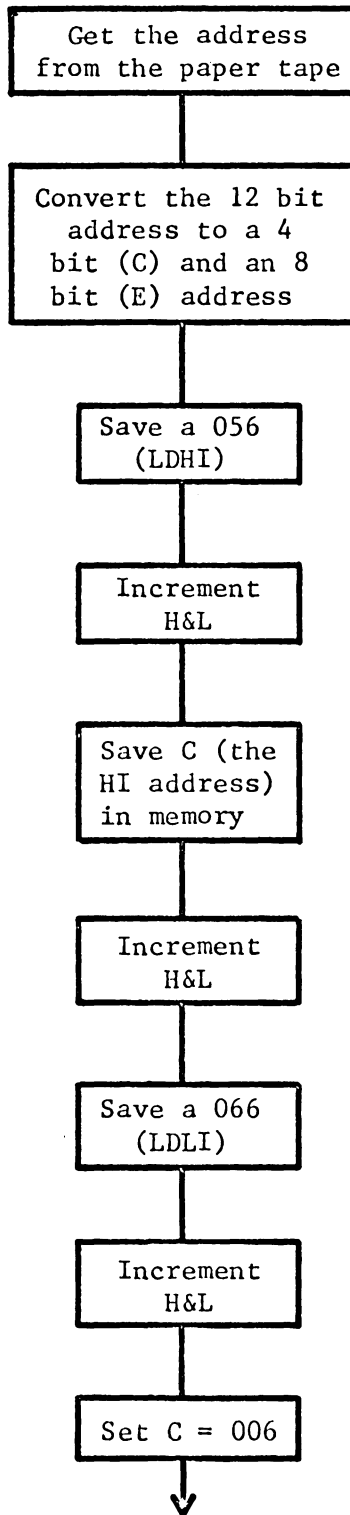 Get the address
from the paper tape
Convert the 12 bit
address to a 4
bit (C) and an 8
bit (E) address
Save a 056
(LDHI)
Increment
H&L
Save C (the
HI address)
in memory
Increment
H&L
Save a 066
(LDLI)
Increment
H&L
Set C = 006